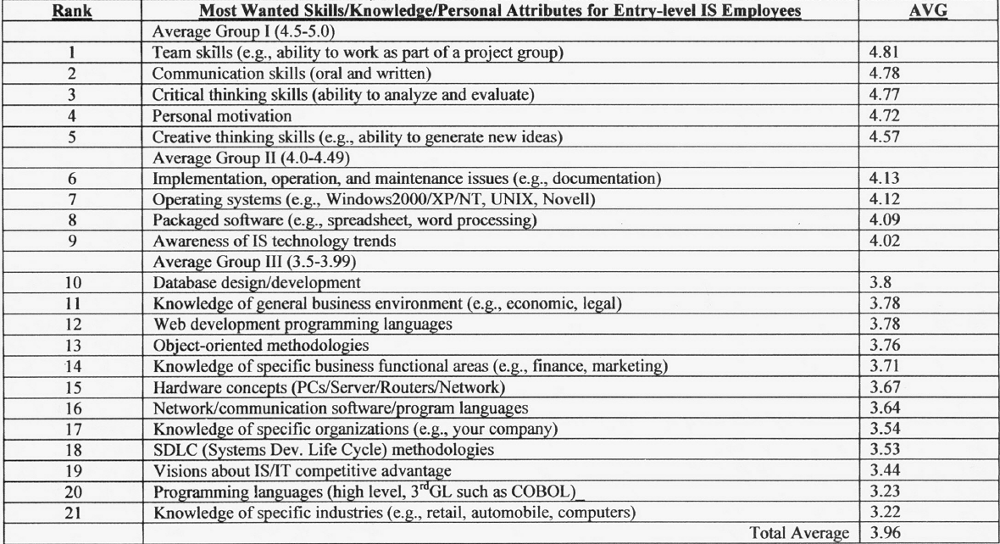 Rank Most Wanted Skills/Knowledge/Personal Attributes for Entry-level IS Employees AVG
Average Group I (4.5-5.0)
1 Team skills (e.g., ability to work as part of a project group) 4.81
2 Communication skills (oral and written) 4.78
3 Critical thinking skills (ability to analyze and evaluate) 4.77
4 Personal motivation 4.72
5 Creative thinking skills (e.g., ability to generate new ideas) 4.57
Average Group II (4.0-4.49)
6 Implementation, operation, and maintenance issues (e.g., documentation) 4.13
7 Operating systems (e.g., Windows2000/XP/NT, UNIX, Novell) 4.12
8 Packaged software (e.g., spreadsheet, word processing) 4.09
9 Awareness of IS technology trends 4.02
Average Group III (3.5-3.99)
10 Database design/development 3.8
11 Knowledge of general business environment (e.g., economic, legal) 3.78
12 Web development programming languages 3.78
13 Object-oriented methodologies 3.76
14 Knowledge of specific business functional areas (e.g., finance, marketing) 3.71
15 Hardware concepts (PCs/Server/Routers/Network) 3.67
16 Network/communication software/program languages 3.64
17 Knowledge of specific organizations (e.g., your company) 3.54
18 SDLC (Systems Dev. Life Cycle) methodologies 3.53
19 Visions about IS/IT competitive advantage 3.44
20 Programming languages (high level, 3rdGL such as COBOL)_ 3.23
21 Knowledge of specific industries (e.g., retail, automobile, computers) 3.22
Total Average 3.96